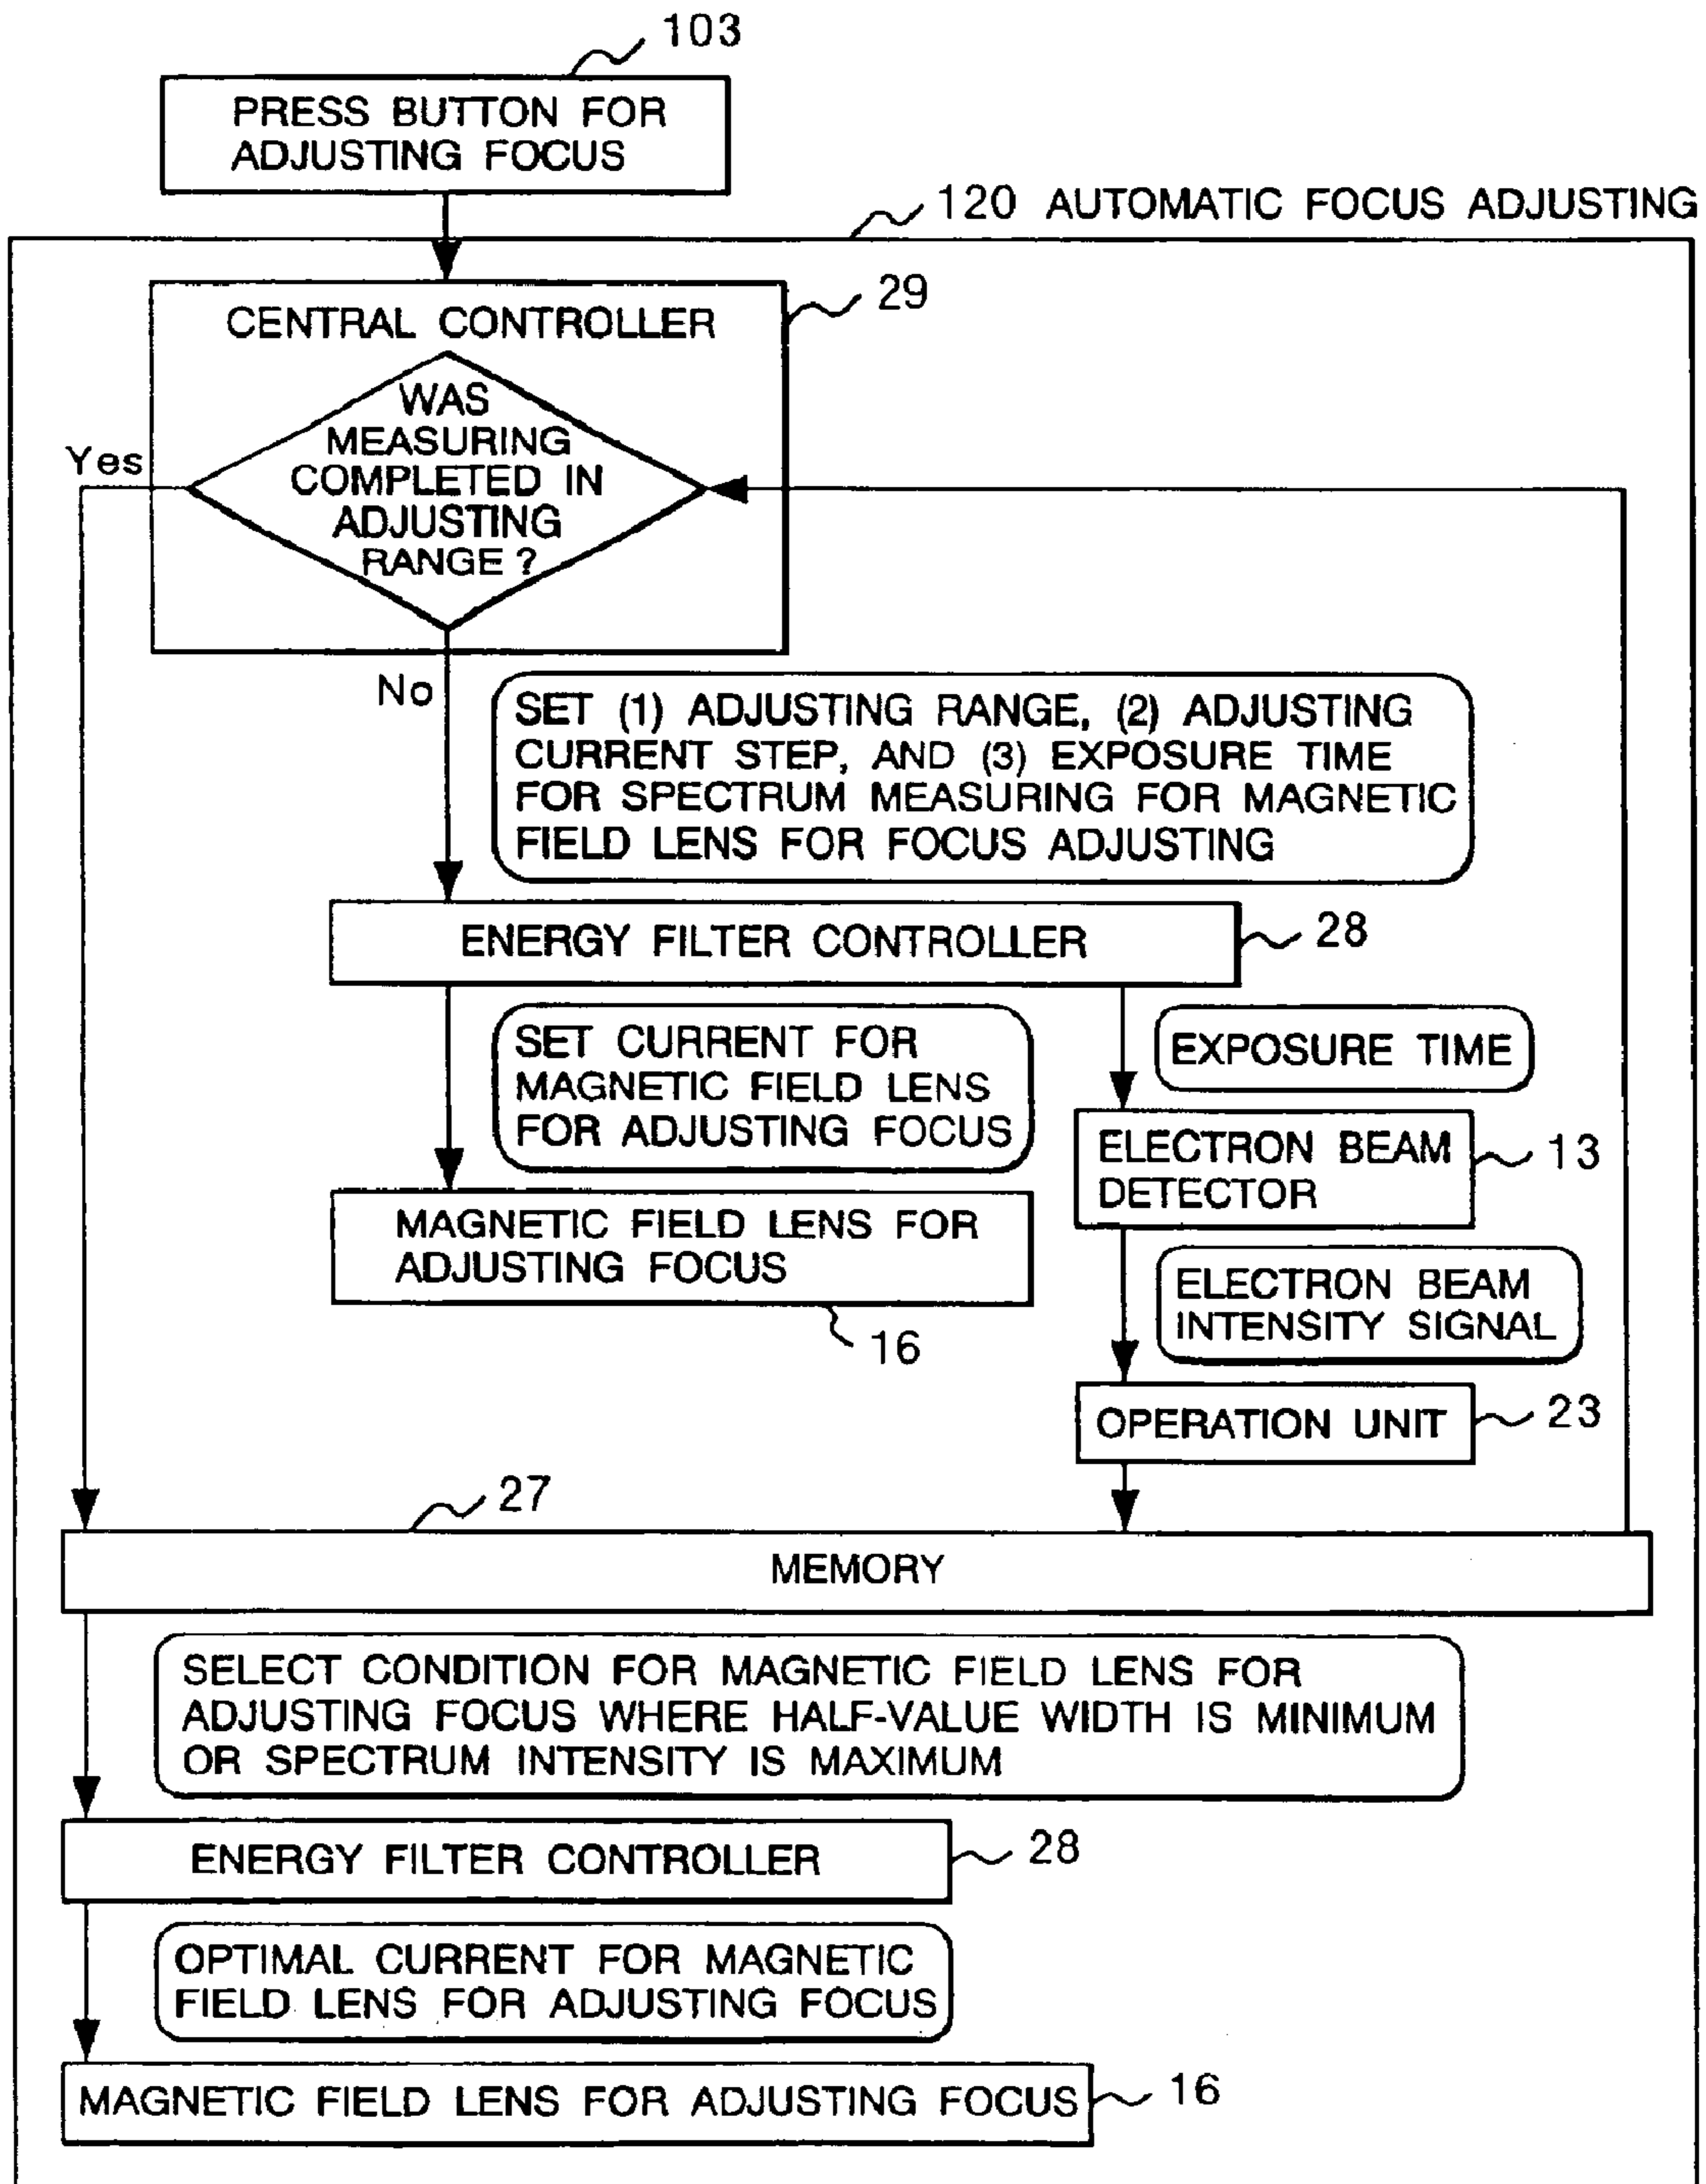 103
PRESS BUTTON FOR
ADJUSTING FOCUS
120 AUTOMATIC FOCUS ADJUSTING
29
CENTRAL CONTROLLER
WAS
MEASURING
COMPLETED IN
ADJUSTING
RANGE ?
Yes
No
SET (1) ADJUSTING RANGE, (2) ADJUSTING
CURRENT STEP, AND (3) EXPOSURE TIME
FOR SPECTRUM MEASURING FOR MAGNETIC
FIELD LENS FOR FOCUS ADJUSTING
ENERGY FILTER CONTROLLER
28
SET CURRENT FOR
MAGNETIC FIELD LENS
FOR ADJUSTING FOCUS
EXPOSURE TIME
ELECTRON BEAM
DETECTOR
13
MAGNETIC FIELD LENS FOR
ADJUSTING FOCUS
16
ELECTRON BEAM
INTENSITY SIGNAL
OPERATION UNIT
23
27
MEMORY
SELECT CONDITION FOR MAGNETIC FIELD LENS FOR
ADJUSTING FOCUS WHERE HALF-VALUE WIDTH IS MINIMUM
OR SPECTRUM INTENSITY IS MAXIMUM
ENERGY FILTER CONTROLLER
28
OPTIMAL CURRENT FOR MAGNETIC
FIELD LENS FOR ADJUSTING FOCUS
MAGNETIC FIELD LENS FOR ADJUSTING FOCUS
16